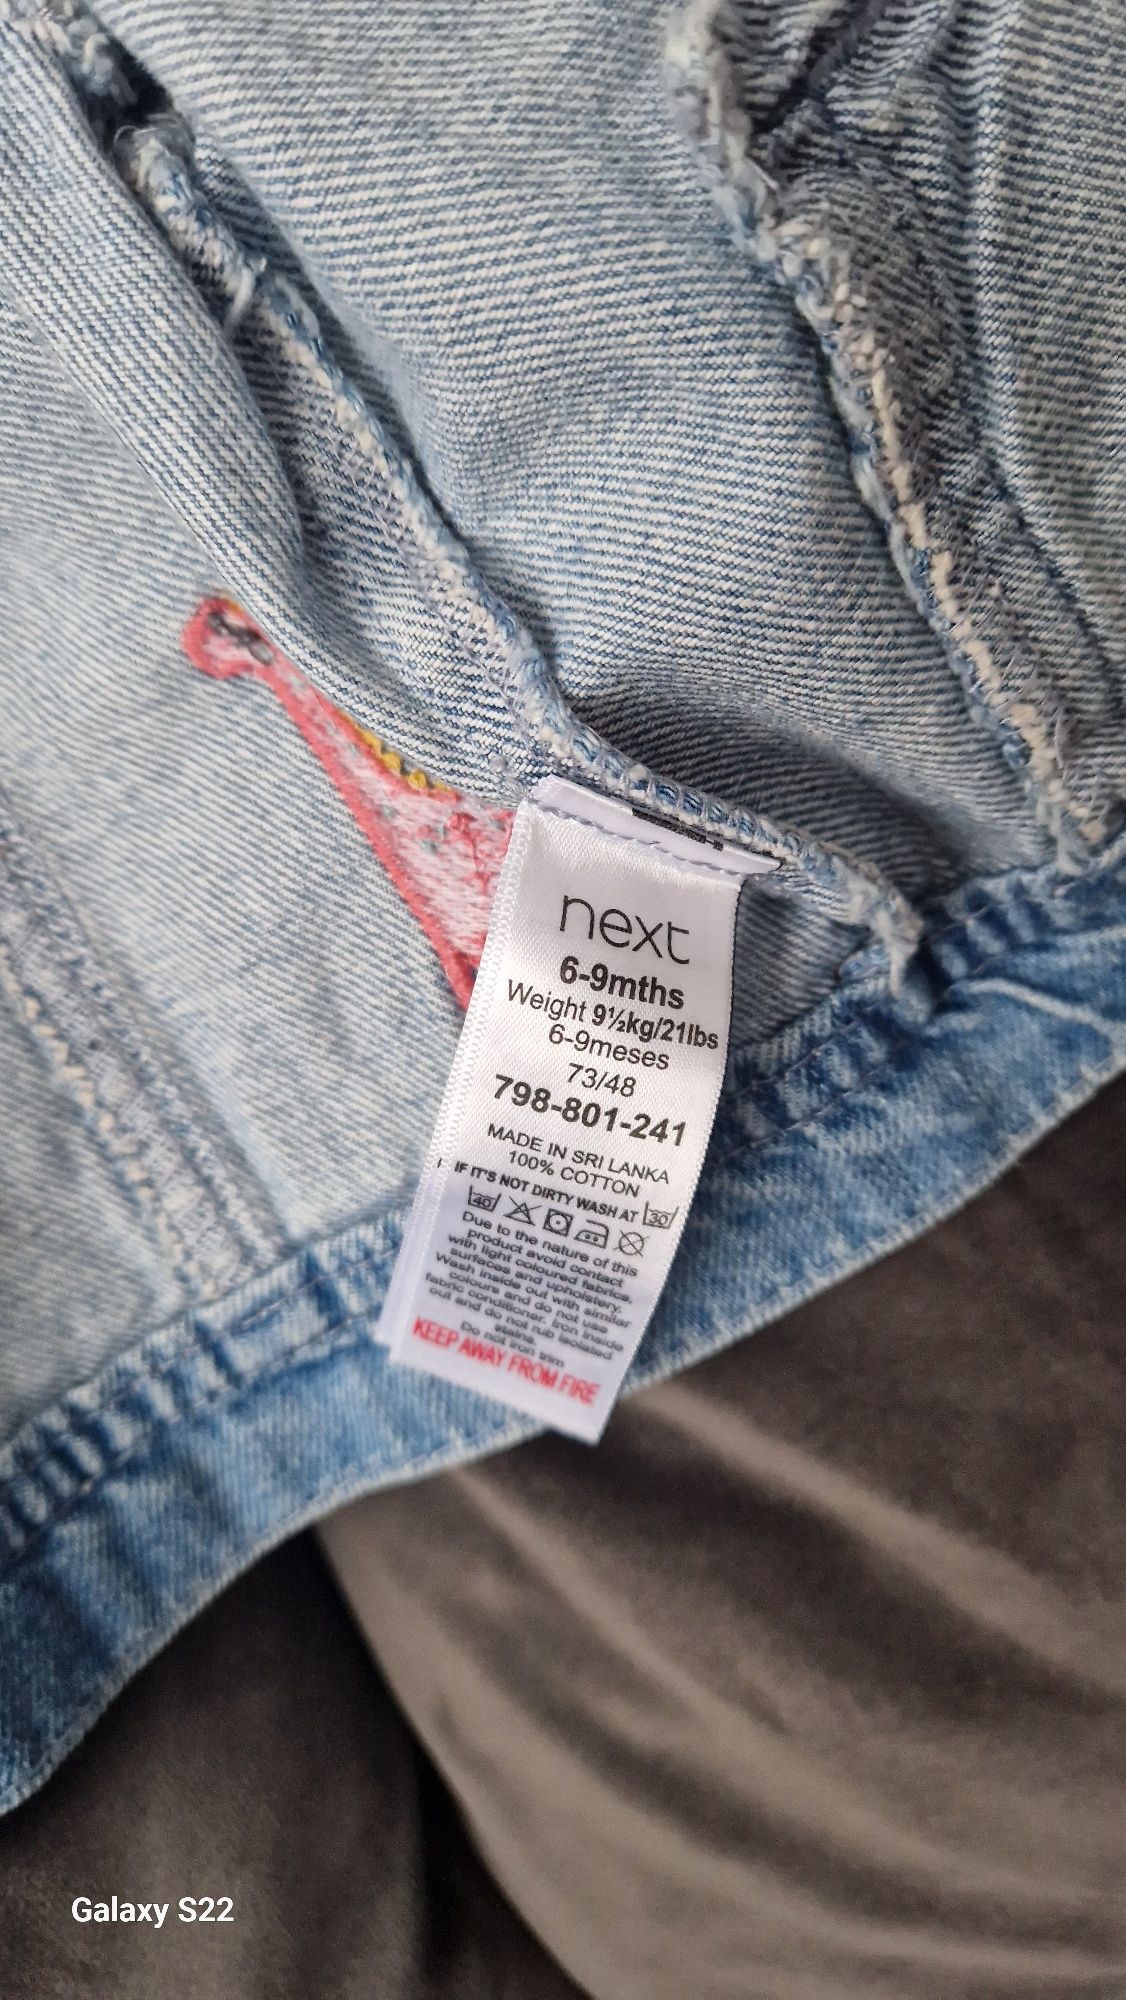 next
6-9mths
Weight 9½kg/21lbs
6-9meses
73/48
798-801-241
MADE IN SRI LANKA
100% COTTON
IF IT'S NOT DIRTY WASH AT 30
40
Due to the nature of this
product avoid contact
with light coloured fabrics,
surfaces and upholstery.
Wash inside out with similar
colours and do not use
fabric conditioner. Iron inside
out and do not rub isolated
stains.
Do not iron trim
KEEP AWAY FROM FIRE
Galaxy S22